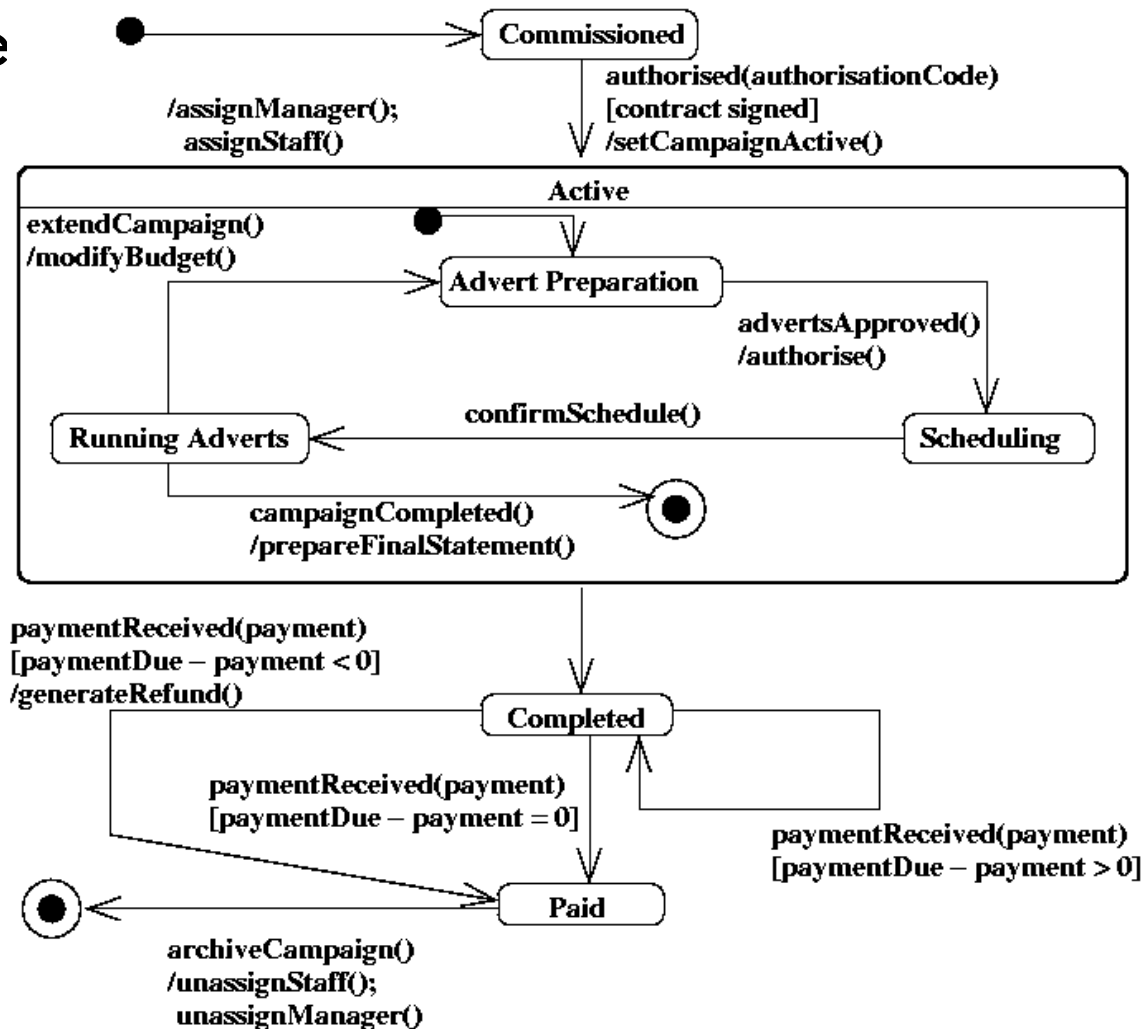 e
Commissioned
/assignManager();
assignStaff()
authorised(authorisationCode)
[contract signed]
/setCampaignActive()
Active
extendCampaign()
/modifyBudget()
Advert Preparation
advertsApproved()
/authorise()
confirmSchedule()
Running Adverts
Scheduling
campaignCompleted()
/prepareFinalStatement()
paymentReceived(payment)
[paymentDue – payment < 0]
/generateRefund()
Completed
paymentReceived(payment)
[paymentDue – payment = 0]
paymentReceived(payment)
[paymentDue – payment > 0]
Paid
archiveCampaign()
/unassignStaff();
unassignManager()